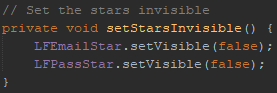 // Set the stars invisible
private void setStarsInvisible() {
    LFEmailStar.setVisible(false);
    LFPassStar.setVisible(false);
}